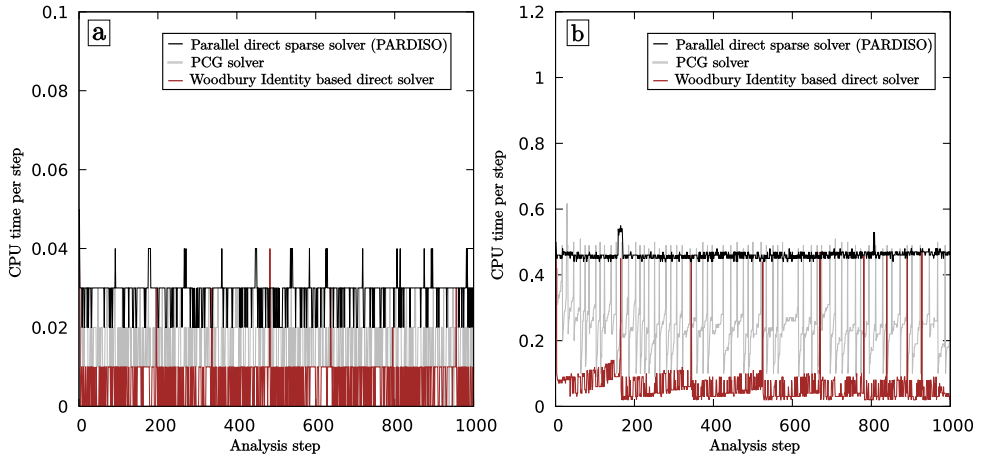 a
Parallel direct sparse solver (PARDISO)
PCG solver
Woodbury Identity based direct solver
CPU time per step
0.1
0.08
0.06
0.04
0.02
0
0
200
400
600
800
1000
Analysis step
b
Parallel direct sparse solver (PARDISO)
PCG solver
Woodbury Identity based direct solver
CPU time per step
1.2
1
0.8
0.6
0.4
0.2
0
0
200
400
600
800
1000
Analysis step